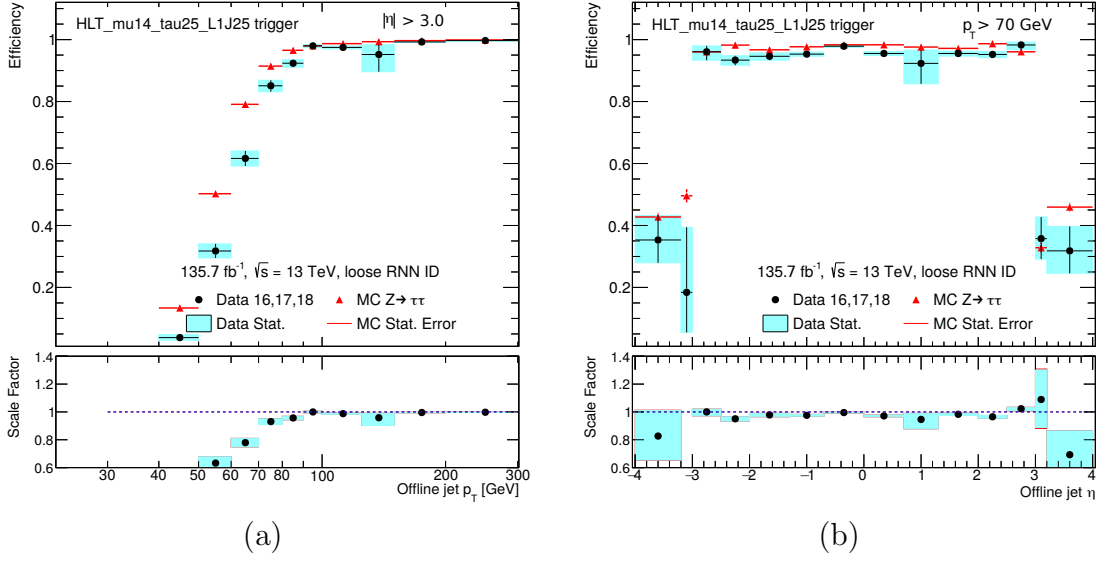 HLT_mu14_tau25_L1J25 trigger
|η| > 3.0
Efficiency
1
0.8
0.6
0.4
0.2
135.7 fb⁻¹, √s = 13 TeV, loose RNN ID
Data 16,17,18
MC Z→ ττ
Data Stat.
MC Stat. Error
Scale Factor
1.4
1.2
1.0
0.8
0.6
30 40 50 60 70 80 100 200 300
Offline jet p_T [GeV]
(a)
HLT_mu14_tau25_L1J25 trigger
p_T > 70 GeV
Efficiency
1
0.8
0.6
0.4
0.2
135.7 fb⁻¹, √s = 13 TeV, loose RNN ID
Data 16,17,18
MC Z→ ττ
Data Stat.
MC Stat. Error
Scale Factor
1.4
1.2
1.0
0.8
0.6
−4 −3 −2 −1 0 1 2 3 4
Offline jet η
(b)